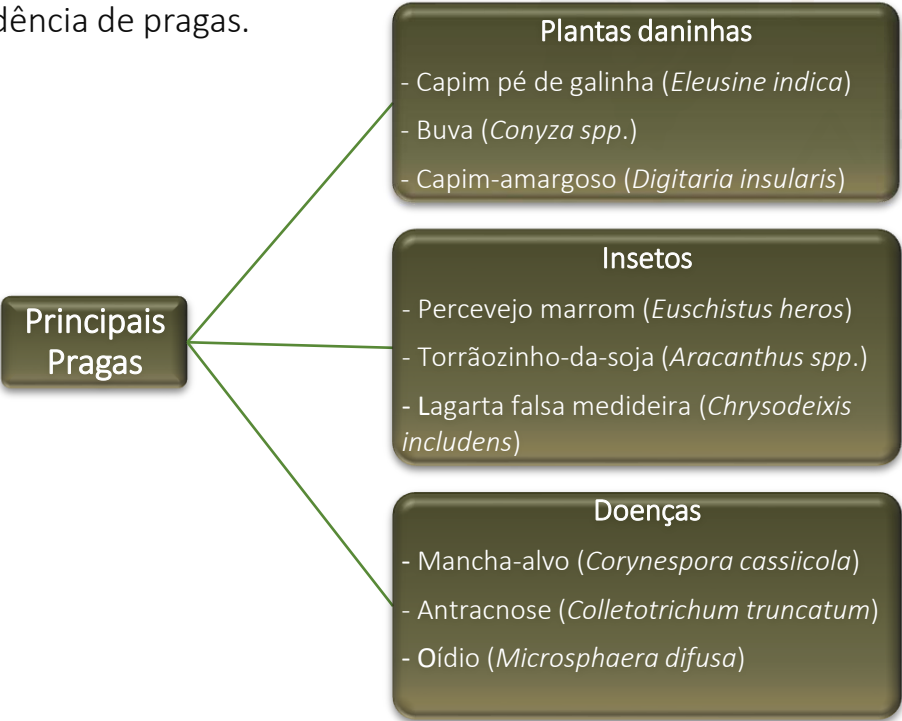 dência de pragas.
Principais
Pragas
Plantas daninhas
- Capim pé de galinha (Eleusine indica)
- Buva (Conyza spp.)
- Capim-amargoso (Digitaria insularis)
Insetos
- Percevejo marrom (Euschistus heros)
- Torrãozinho-da-soja (Aracanthus spp.)
- Lagarta falsa medideira (Chrysodeixis
includens)
Doenças
- Mancha-alvo (Corynespora cassiicola)
- Antracnose (Colletotrichum truncatum)
- Oídio (Microsphaera difusa)